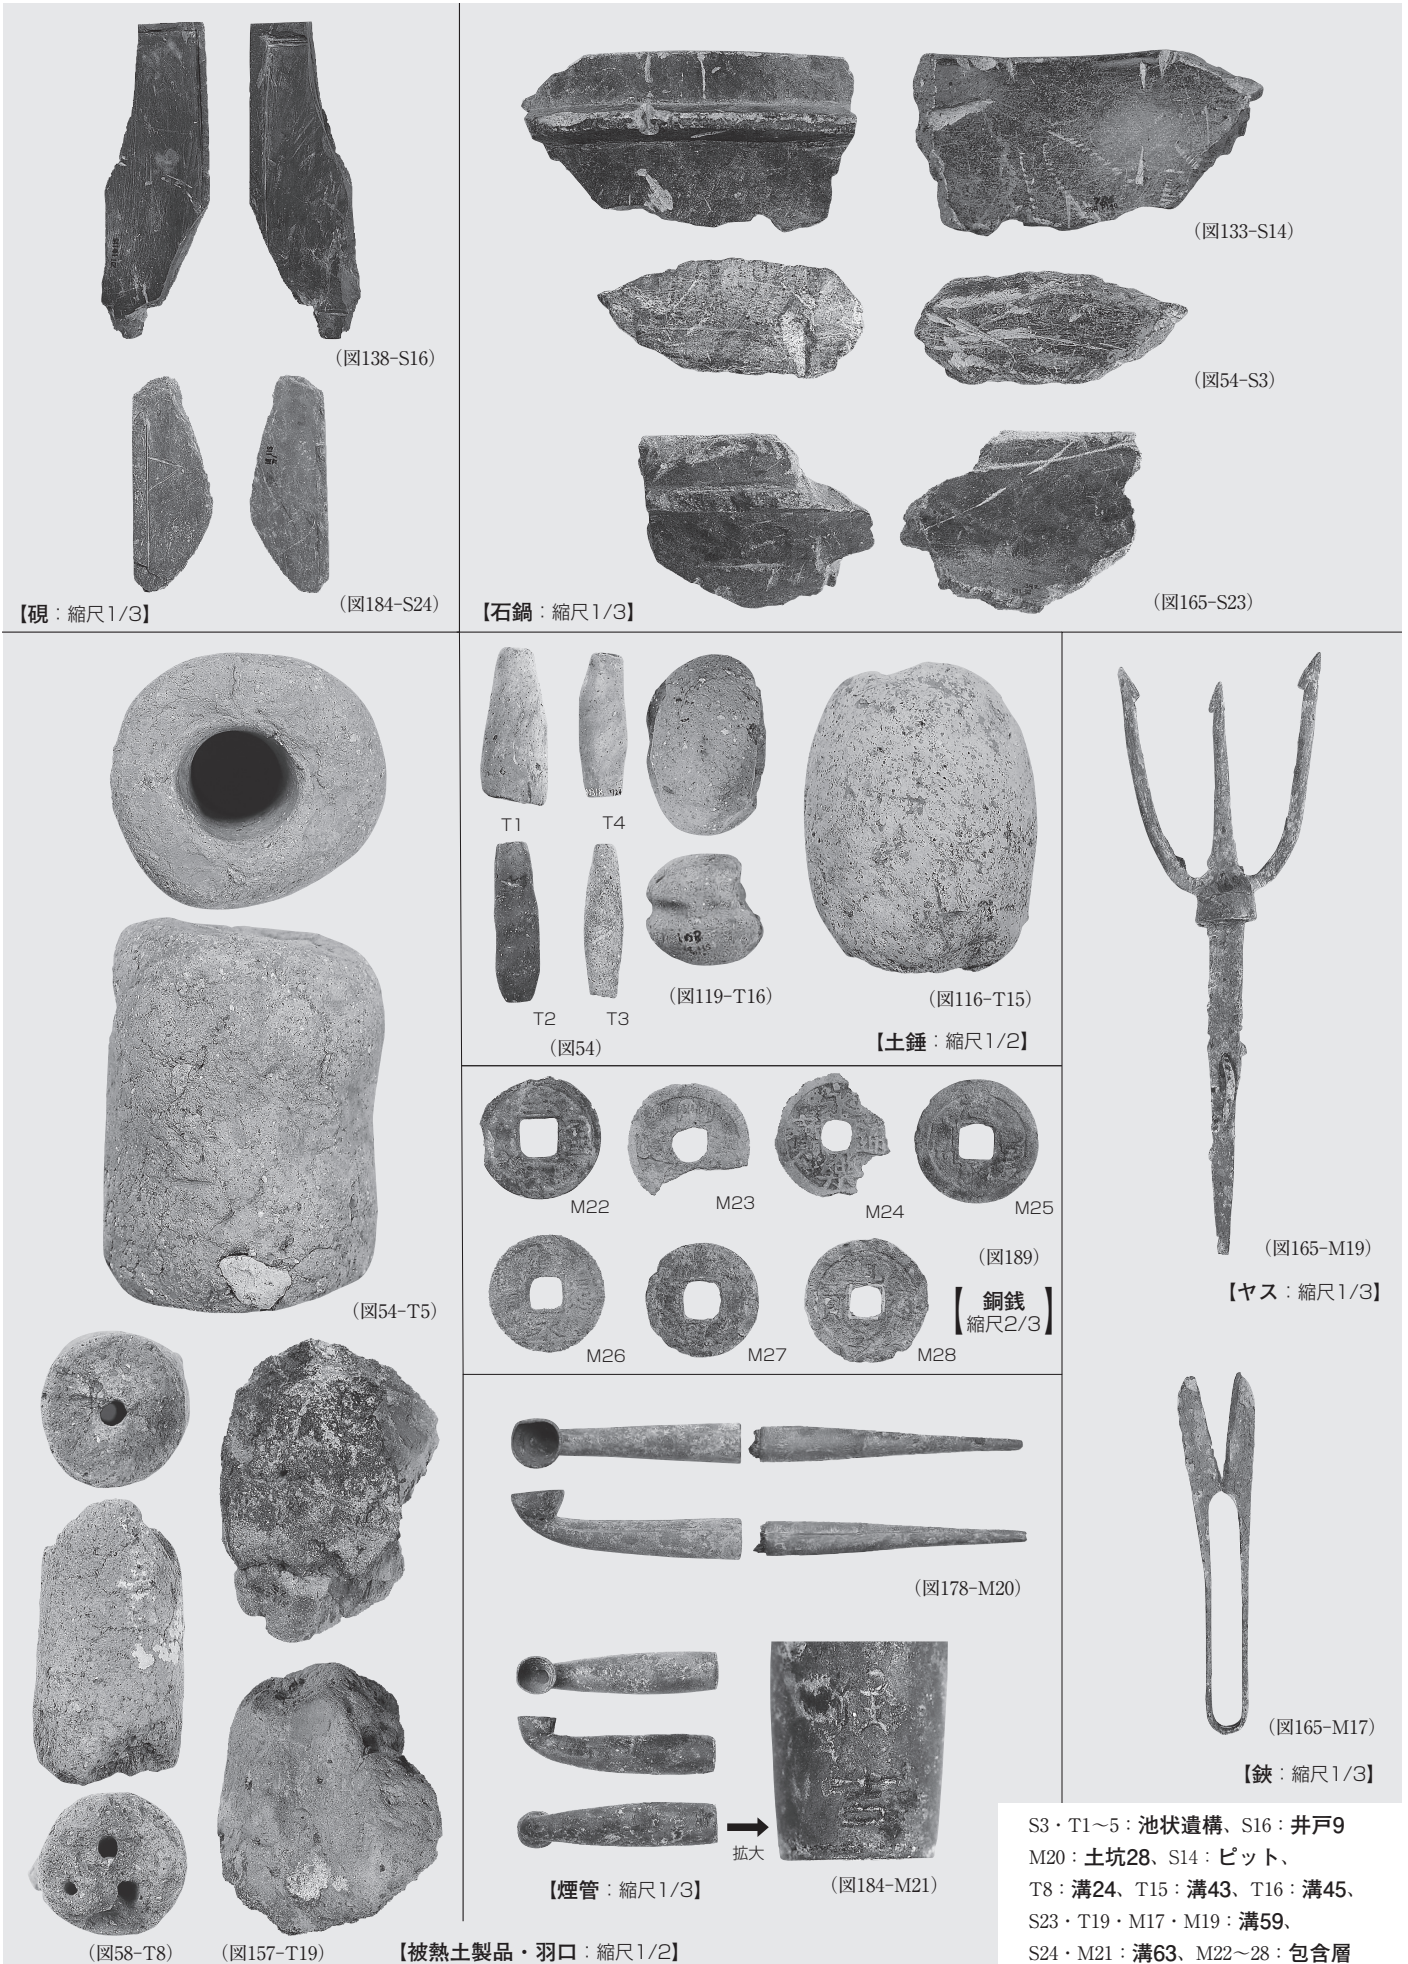 (図138-S16)
(図184-S24)
【硯：縮尺1/3】
(図133-S14)
(図54-S3)
(図165-S23)
【石鍋：縮尺1/3】
(図54-T5)
(図58-T8)
(図157-T19)
【被熱土製品・羽口：縮尺1/2】
T1
T4
T2
T3
(図54)
(図119-T16)
(図116-T15)
【土錘：縮尺1/2】
M22
M23
M24
M25
M26
M27
M28
(図189)
【銅銭
縮尺2/3】
(図178-M20)
拡大
(図184-M21)
【煙管：縮尺1/3】
(図165-M19)
【ヤス：縮尺1/3】
(図165-M17)
【鋏：縮尺1/3】
S3・T1～5：池状遺構、S16：井戸9
M20：土坑28、S14：ピット、
T8：溝24、T15：溝43、T16：溝45、
S23・T19・M17・M19：溝59、
S24・M21：溝63、M22～28：包含層